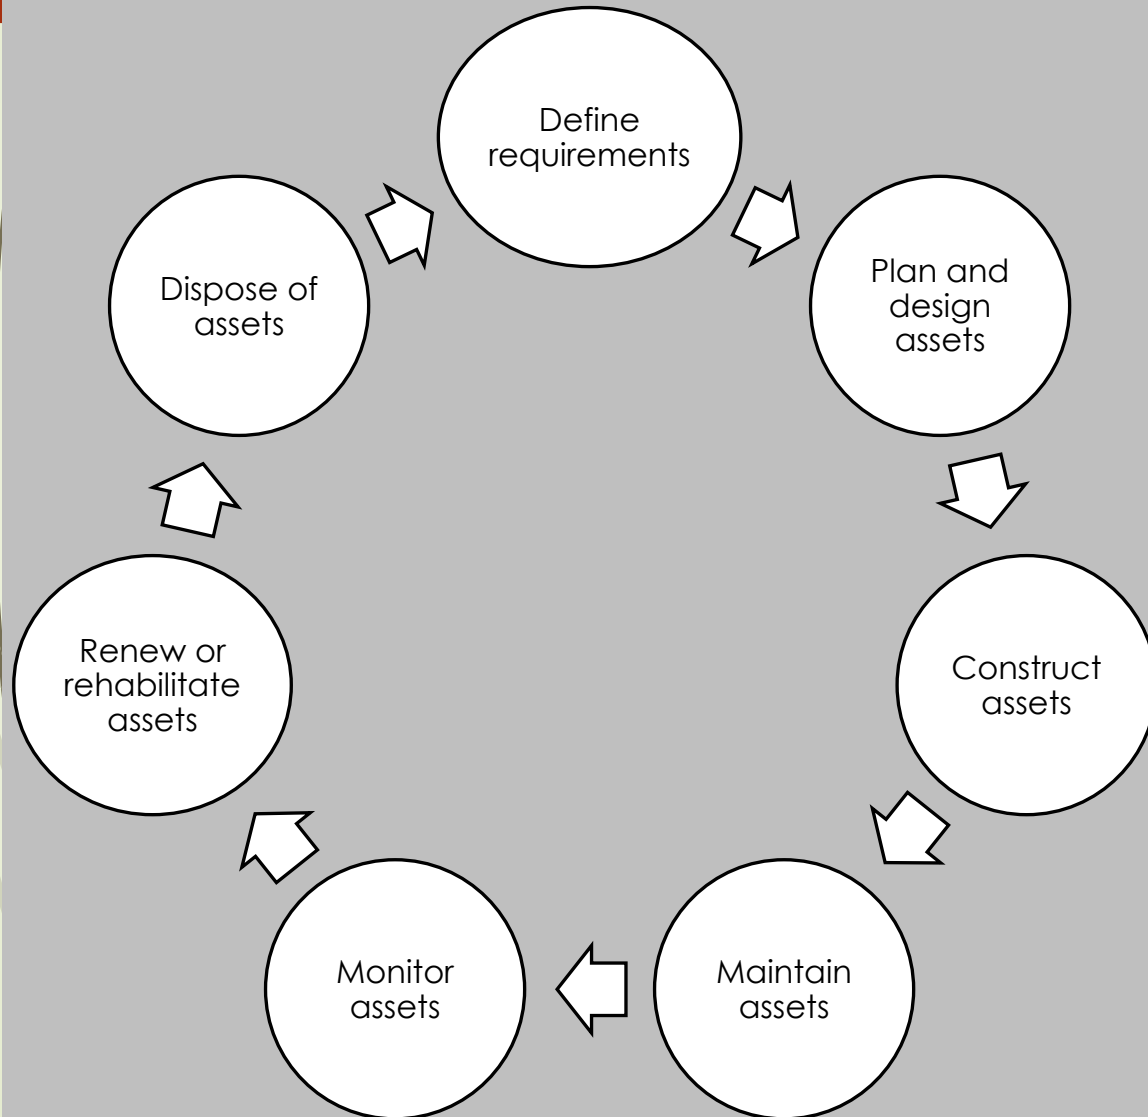 Define
requirements
Plan and
design
assets
Construct
assets
Maintain
assets
Monitor
assets
Renew or
rehabilitate
assets
Dispose of
assets